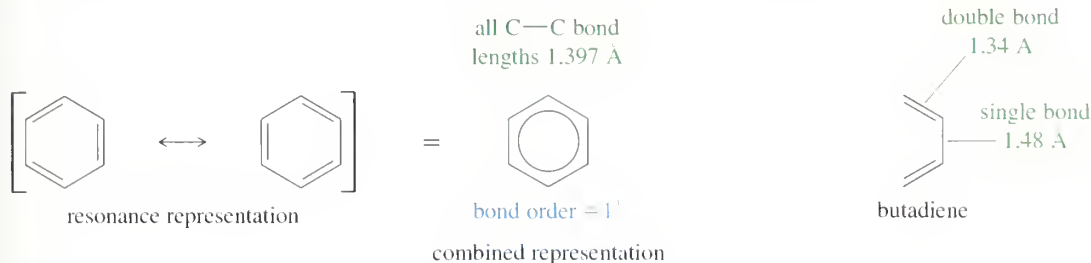 all C—C bond
lengths 1.397 Å
double bond
1.34 A
single bond
1.48 A
=
resonance representation
bond order = 1
butadiene
combined representation